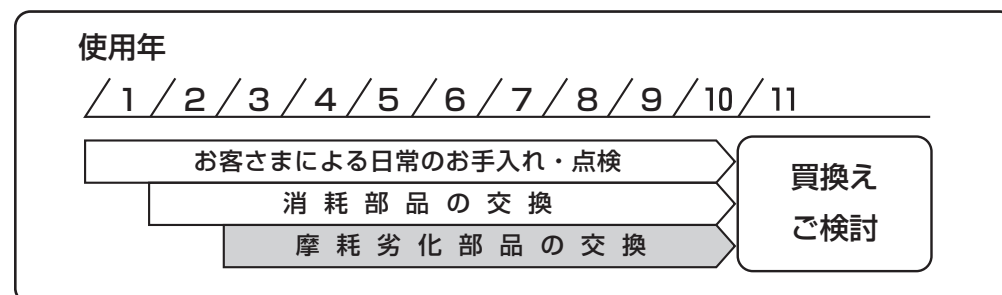 使用年
1 2 3 4 5 6 7 8 9 10 11
お客さまによる日常のお手入れ・点検
消耗部品の交換
摩耗劣化部品の交換
買換え
ご検討